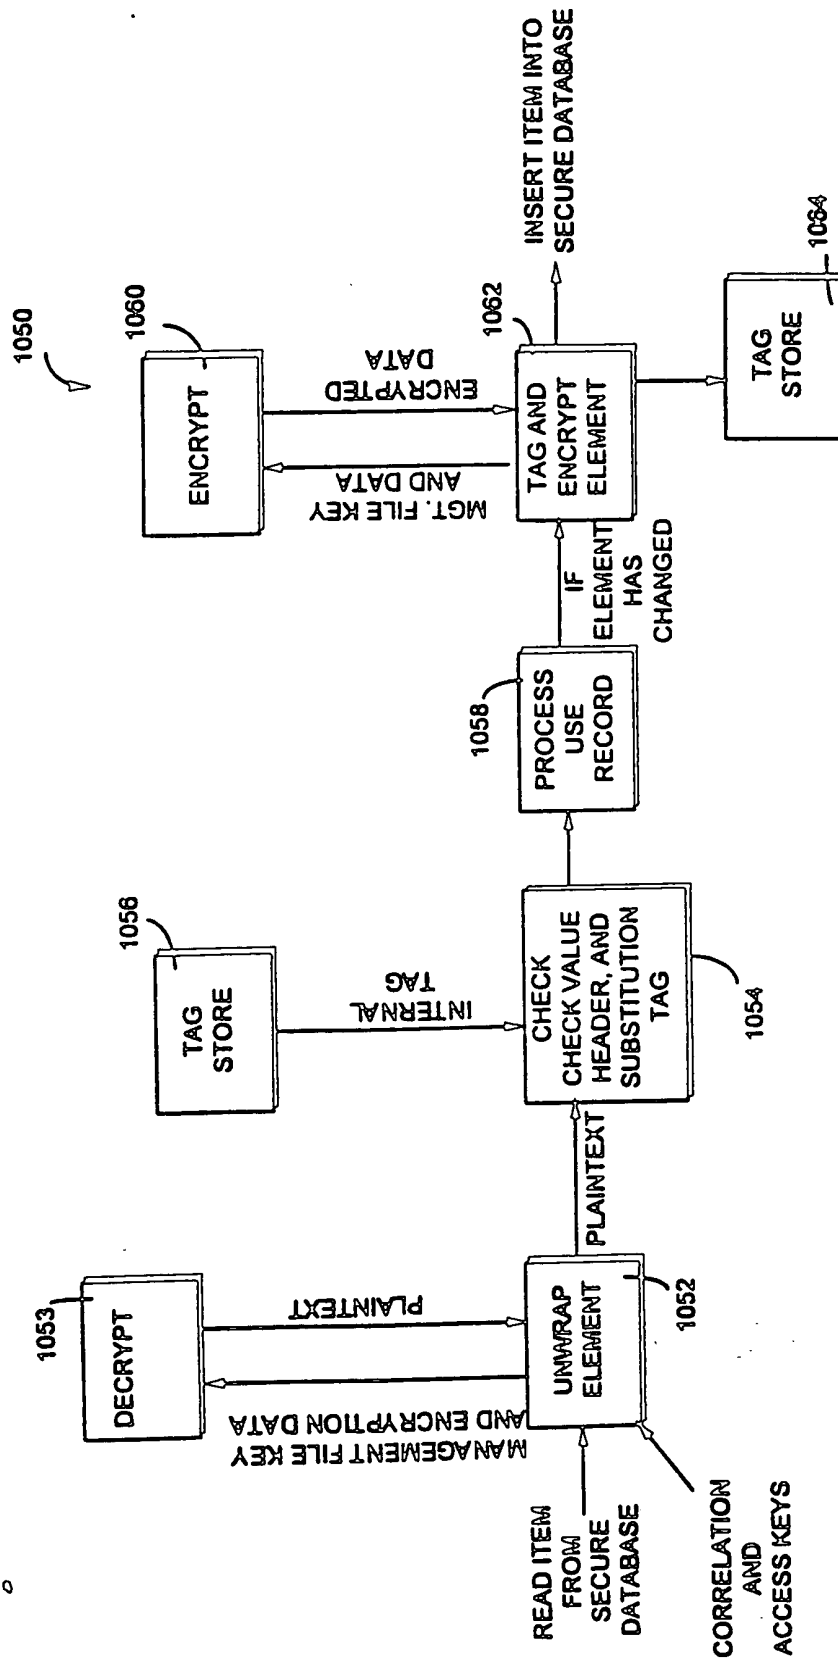 1050
1053
DECRYPT
MANAGEMENT FILE KEY
AND ENCRYPTION DATA
PLAINTEXT
READ ITEM
FROM
SECURE
DATABASE
CORRELATION
AND
ACCESS KEYS
UNWRAP
ELEMENT
1052
PLAINTEXT
1056
TAG
STORE
INTERNAL
TAG
CHECK
CHECK VALUE
HEADER, AND
SUBSTITUTION
TAG
1054
1058
PROCESS
USE
RECORD
IF
ELEMENT
HAS
CHANGED
1060
ENCRYPT
MGT. FILE KEY
AND DATA
ENCRYPTED
DATA
1062
TAG AND
ENCRYPT
ELEMENT
INSERT ITEM INTO
SECURE DATABASE
TAG
STORE
1064